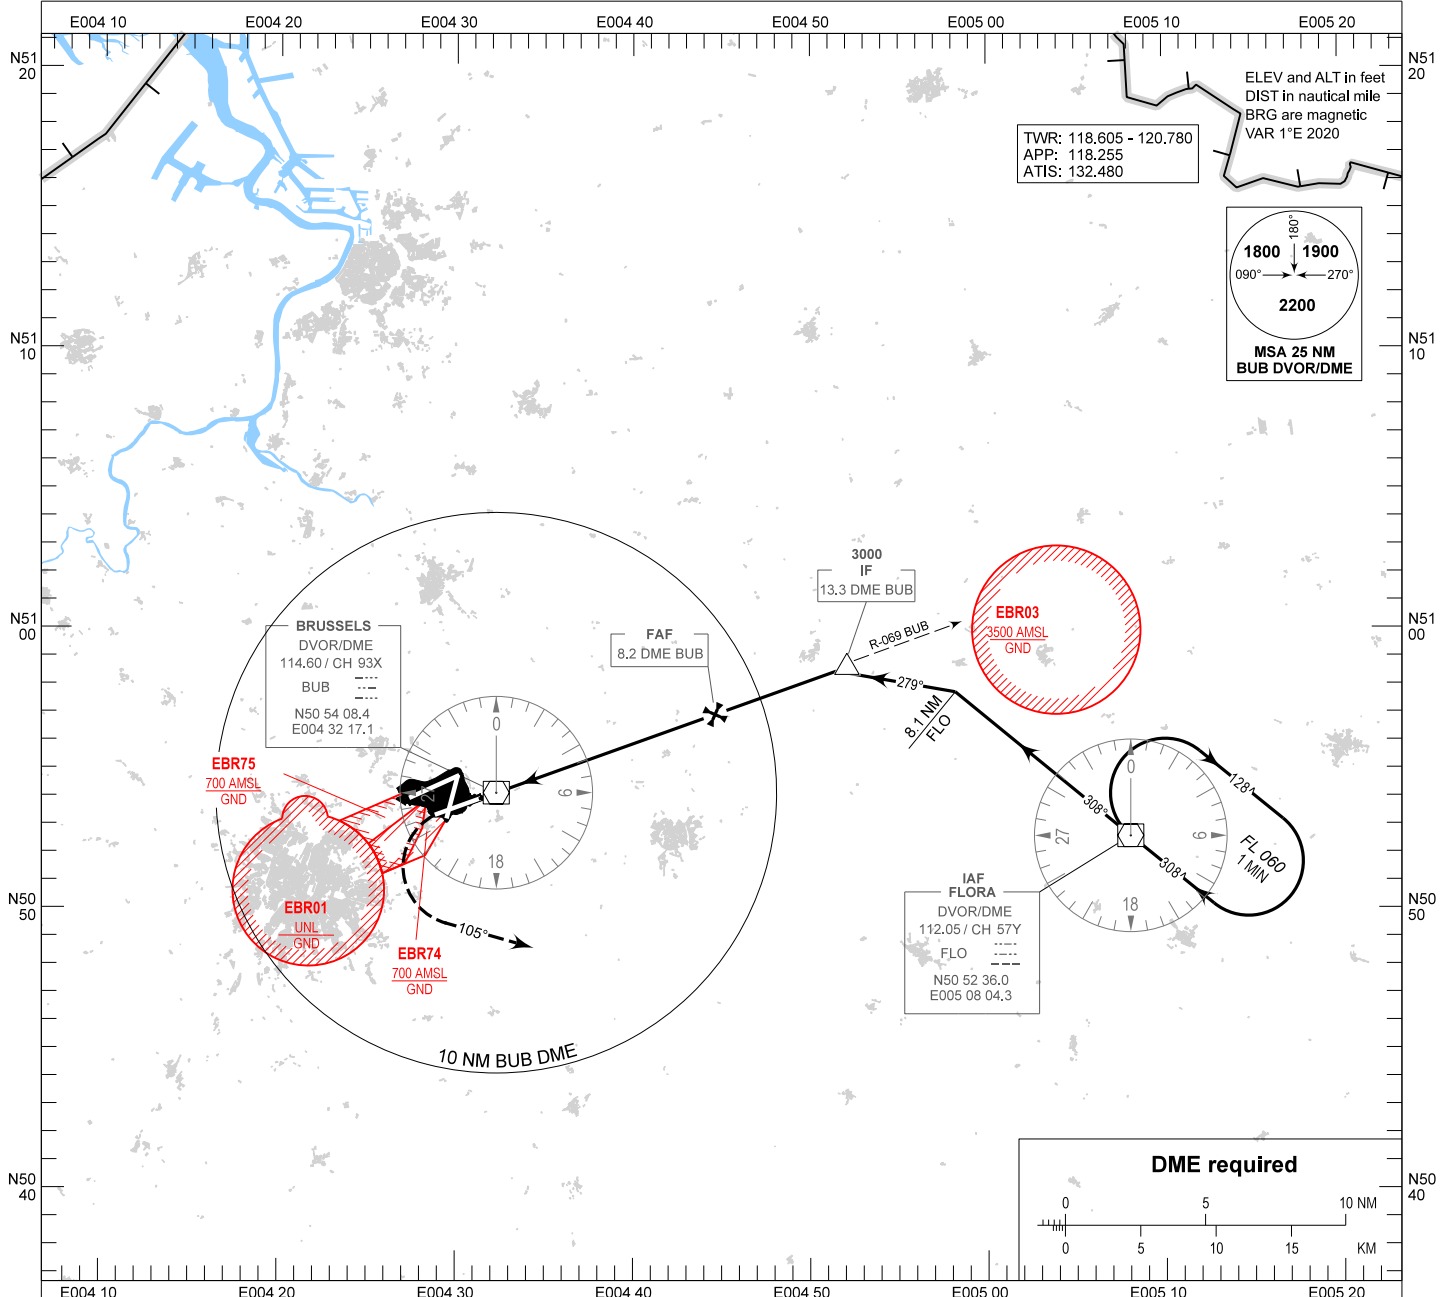 E004 10
E004 20
E004 30
E004 40
E004 50
E005 00
E005 10
E005 20
N51
20
N51
20
ELEV and ALT in feet
DIST in nautical mile
BRG are magnetic
VAR 1°E 2020
TWR: 118.605 - 120.780
APP: 118.255
ATIS: 132.480
180°
1800
1900
090°
270°
2200
MSA 25 NM
BUB DVOR/DME
N51
10
N51
10
3000
IF
13.3 DME BUB
EBR03
3500 AMSL
GND
R-069 BUB
N51
00
N51
00
BRUSSELS
DVOR/DME
114.60 / CH 93X
BUB
N50 54 08.4
E004 32 17.1
FAF
8.2 DME BUB
279°
8.1 NM
FLO
0
9
18
27
EBR75
700 AMSL
GND
0
9
18
27
308°
128°
308°
FL 060
1 MIN
IAF
FLORA
DVOR/DME
112.05 / CH 57Y
FLO
N50 52 36.0
E005 08 04.3
EBR01
UNL
GND
105°
EBR74
700 AMSL
GND
N50
50
N50
50
10 NM BUB DME
DME required
0
5
10 NM
0
5
10
15
KM
N50
40
N50
40
E004 10
E004 20
E004 30
E004 40
E004 50
E005 00
E005 10
E005 20